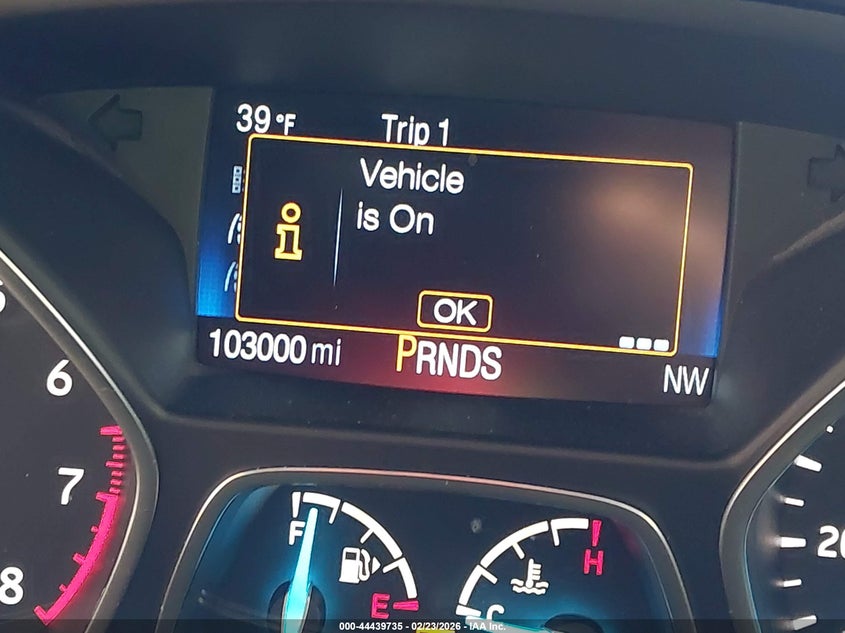 39°F Trip 1
Vehicle
is On
i
OK
103000 mi PRNDS
NW
6
7
8
F
E
H
C
20
000-44439735 - 02/23/2026 - IAA Inc.